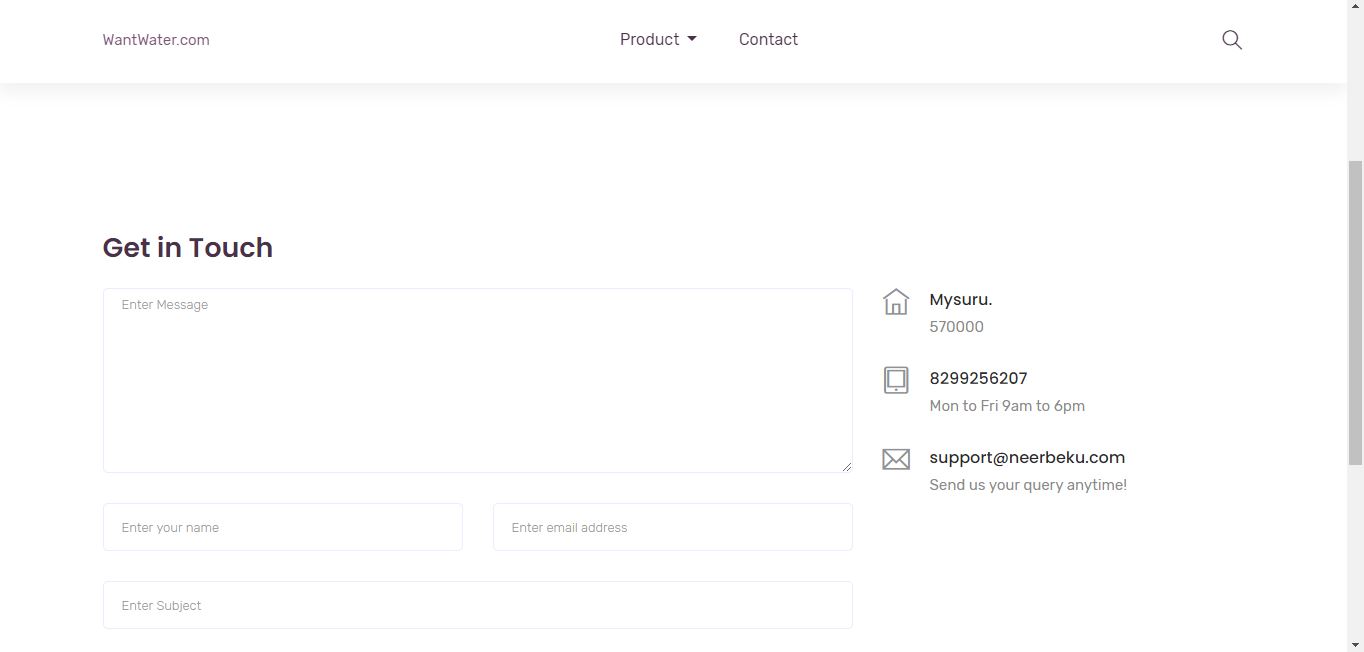 WantWater.com
Product
Contact
Get in Touch
Enter Message
Enter your name
Enter email address
Enter Subject
Mysuru.
570000
8299256207
Mon to Fri 9am to 6pm
support@neerbeku.com
Send us your query anytime!